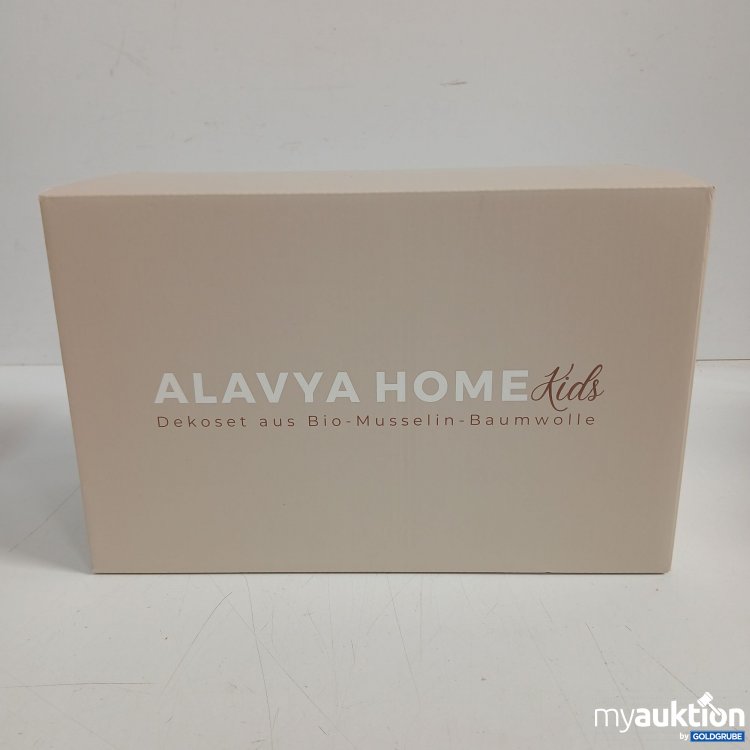 ALAVYA HOME Kids
Dekoset aus Bio-Musselin-Baumwolle
myauktion
by GOLDGRUBE